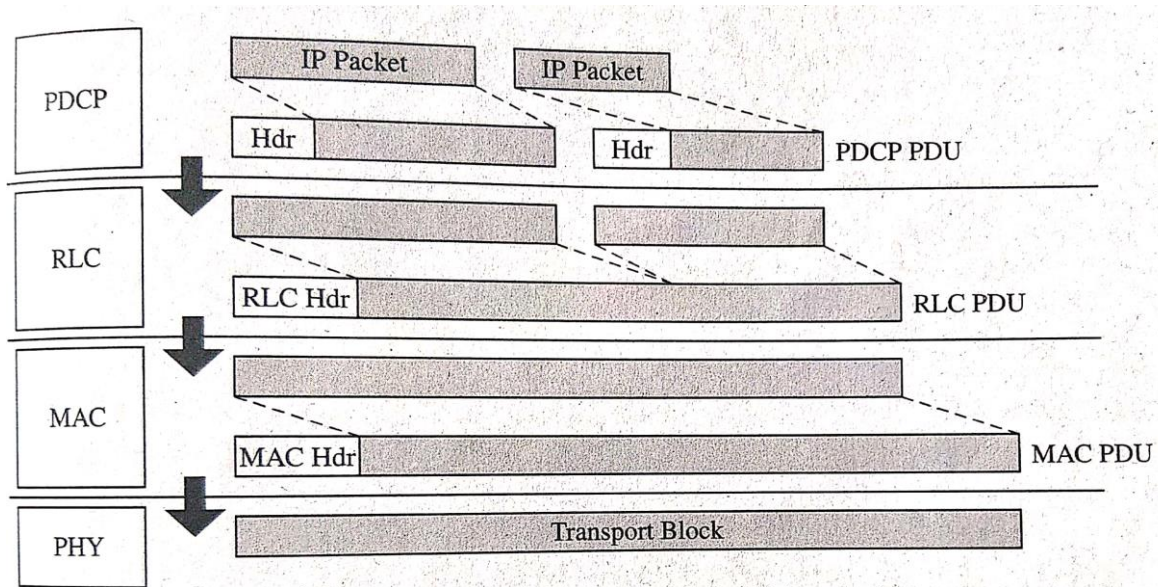 PDCP
IP Packet
IP Packet
Hdr
Hdr
PDCP PDU
RLC
RLC Hdr
RLC PDU
MAC
MAC Hdr
MAC PDU
PHY
Transport Block